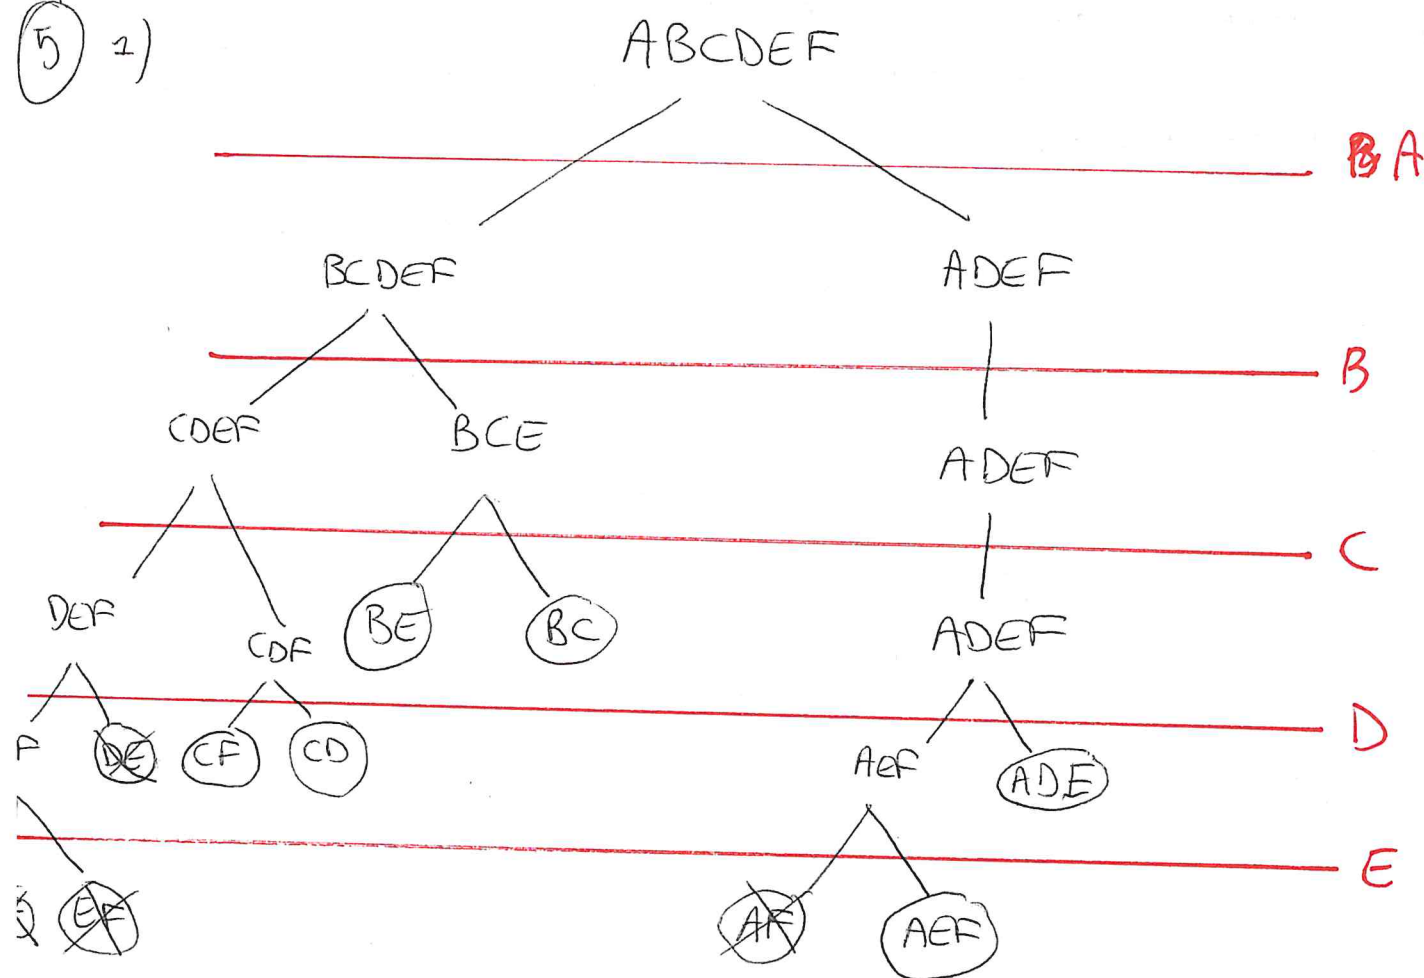 5 1)
ABCDEF
A
BCDEF ADEF
B
CDEF BCE ADEF
C
DEF CDF BE BC ADEF
D
F DE CF CD AEF ADE
E
EF AF AEF